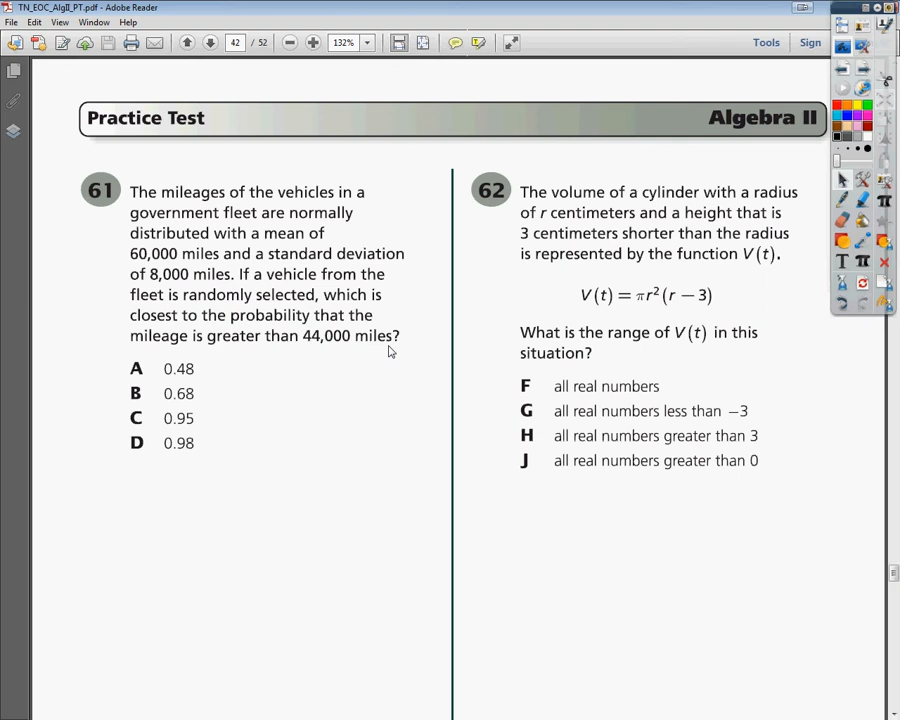 TN_EOC_AlgII_PT.pdf - Adobe Reader
File Edit View Window Help
42 / 52 132% Tools Sign
Practice Test Algebra II
61
The mileages of the vehicles in a
government fleet are normally
distributed with a mean of
60,000 miles and a standard deviation
of 8,000 miles. If a vehicle from the
fleet is randomly selected, which is
closest to the probability that the
mileage is greater than 44,000 miles?
A 0.48
B 0.68
C 0.95
D 0.98
62
The volume of a cylinder with a radius
of r centimeters and a height that is
3 centimeters shorter than the radius
is represented by the function V(t).
V(t) = πr²(r − 3)
What is the range of V(t) in this
situation?
F all real numbers
G all real numbers less than −3
H all real numbers greater than 3
J all real numbers greater than 0